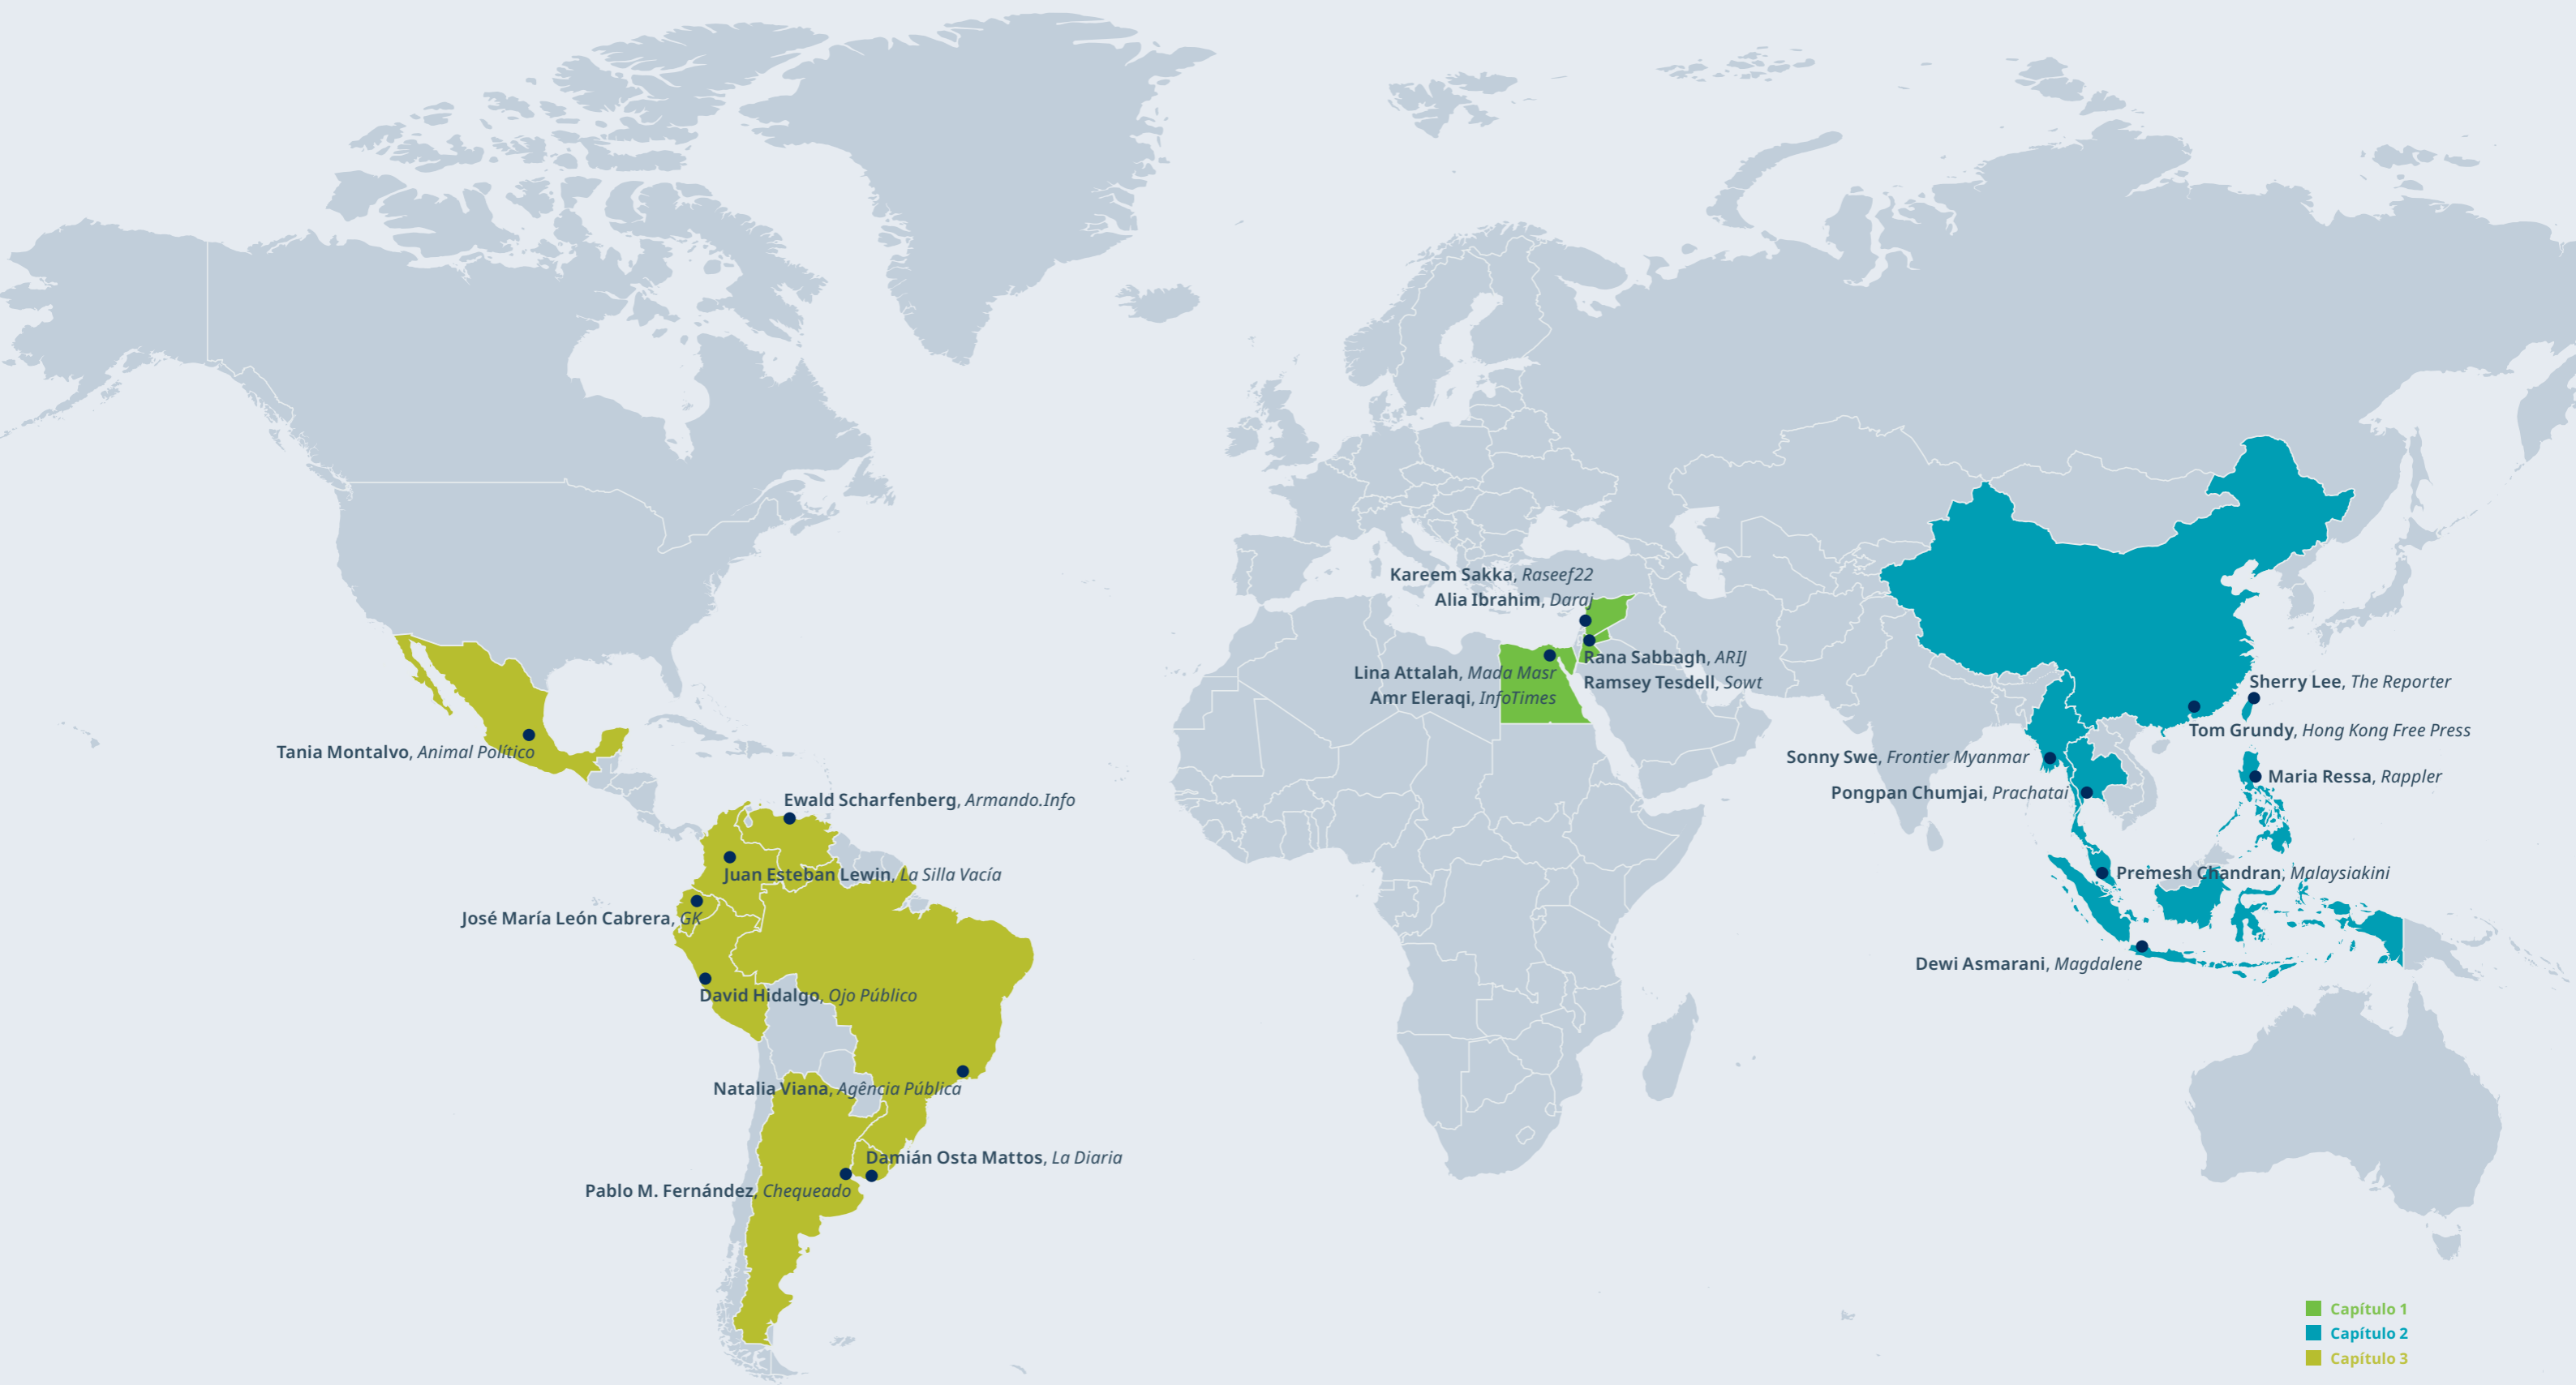 Kareem Sakka, Raseef22
Alia Ibrahim, Daraj
Rana Sabbagh, ARIJ
Ramsey Tesdell, Sowt
Lina Attalah, Mada Masr
Amr Eleraqi, InfoTimes
Sherry Lee, The Reporter
Tom Grundy, Hong Kong Free Press
Tania Montalvo, Animal Político
Sonny Swe, Frontier Myanmar
Maria Ressa, Rappler
Pongpan Chumjai, Prachatai
Ewald Scharfenberg, Armando.Info
Juan Esteban Lewin, La Silla Vacía
Premesh Chandran, Malaysiakini
José María León Cabrera, GK
Dewi Asmarani, Magdalene
David Hidalgo, Ojo Público
Natalia Viana, Agência Pública
Damián Osta Mattos, La Diaria
Pablo M. Fernández, Chequeado
Capítulo 1
Capítulo 2
Capítulo 3